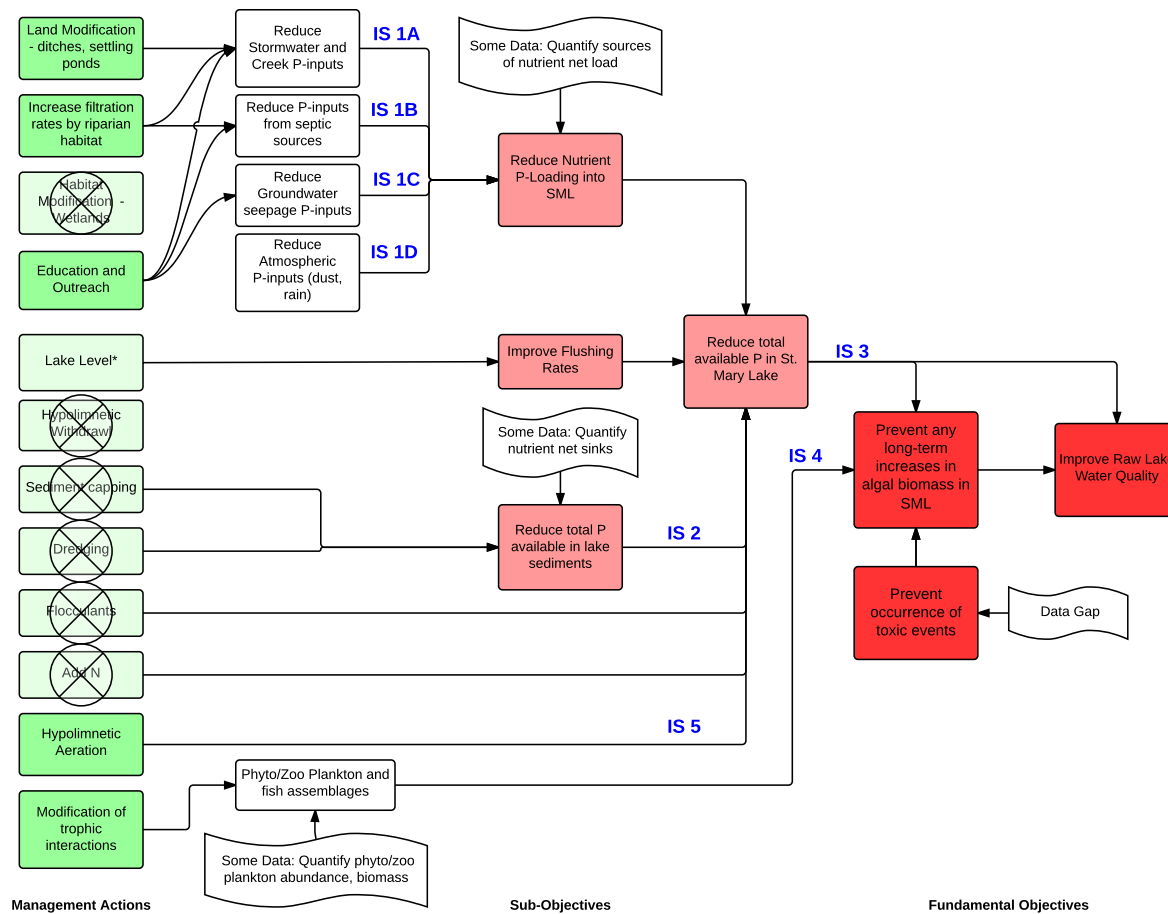 Land Modification
- ditches, settling
ponds
Reduce
Stormwater and
Creek P-inputs
IS 1A
Some Data: Quantify sources
of nutrient net load
Increase filtration
rates by riparian
habitat
Reduce P-inputs
from septic
sources
IS 1B
Reduce Nutrient
P-Loading into
SML
Habitat
Modification -
Wetlands
Reduce
Groundwater
seepage P-inputs
IS 1C
Education and
Outreach
Reduce
Atmospheric
P-inputs (dust,
rain)
IS 1D
Lake Level*
Improve Flushing
Rates
Reduce total
available P in St.
Mary Lake
IS 3
Hypolimnetic
Withdrawl
Some Data: Quantify
nutrient net sinks
Prevent any
long-term
increases in
algal biomass in
SML
Improve Raw Lake
Water Quality
IS 4
Sediment capping
Dredging
Reduce total P
available in lake
sediments
IS 2
Flocculants
Prevent
occurrence of
toxic events
Data Gap
Add N
Hypolimnetic
Aeration
IS 5
Phyto/Zoo Plankton and
fish assemblages
Modification of
trophic
interactions
Some Data: Quantify phyto/zoo
plankton abundance, biomass
Management Actions
Sub-Objectives
Fundamental Objectives